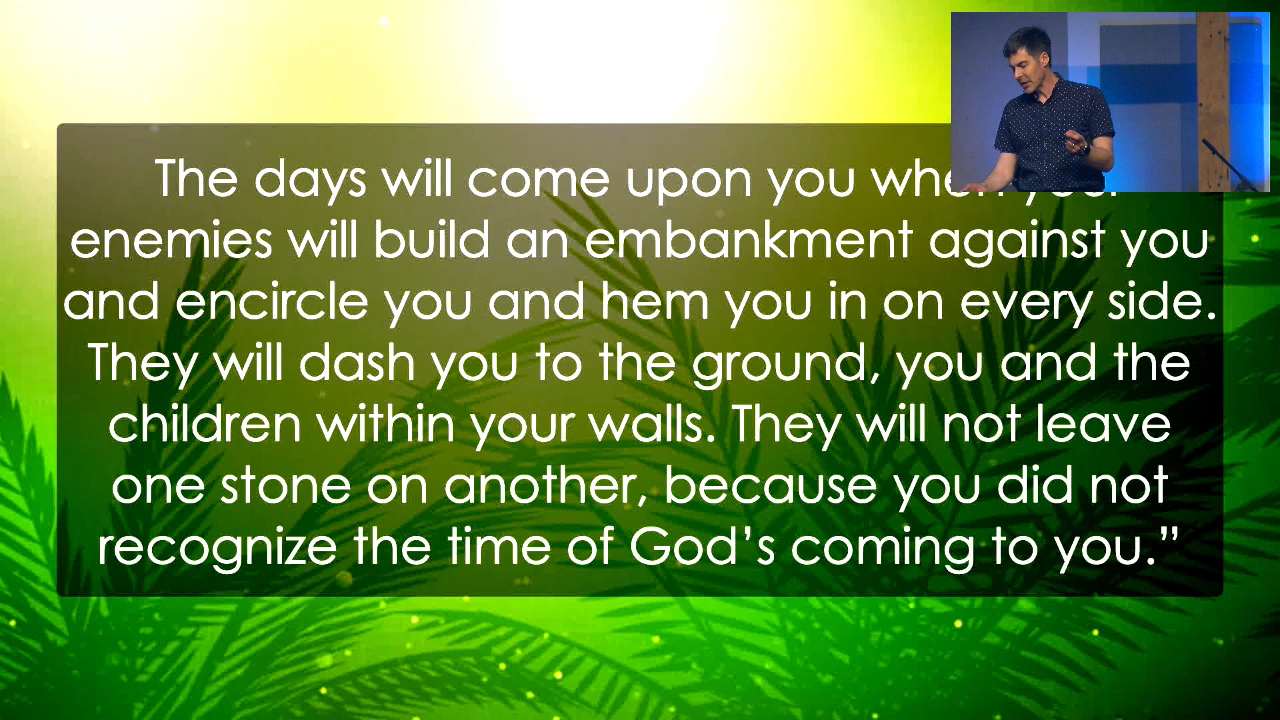 The days will come upon you when your
enemies will build an embankment against you
and encircle you and hem you in on every side.
They will dash you to the ground, you and the
children within your walls. They will not leave
one stone on another, because you did not
recognize the time of God’s coming to you.”